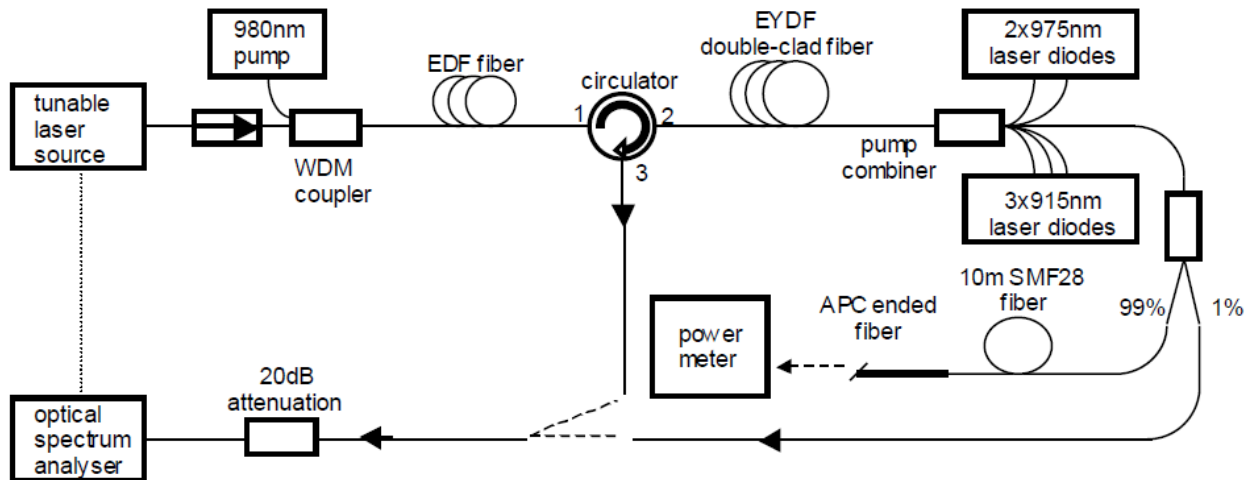 980nm
pump
tunable
laser
source
WDM
coupler
EDF fiber
circulator
1
2
3
EYDF
double-clad fiber
pump
combiner
2x975nm
laser diodes
3x915nm
laser diodes
99%
1%
10m SMF28
fiber
APC ended
fiber
power
meter
20dB
attenuation
optical
spectrum
analyser